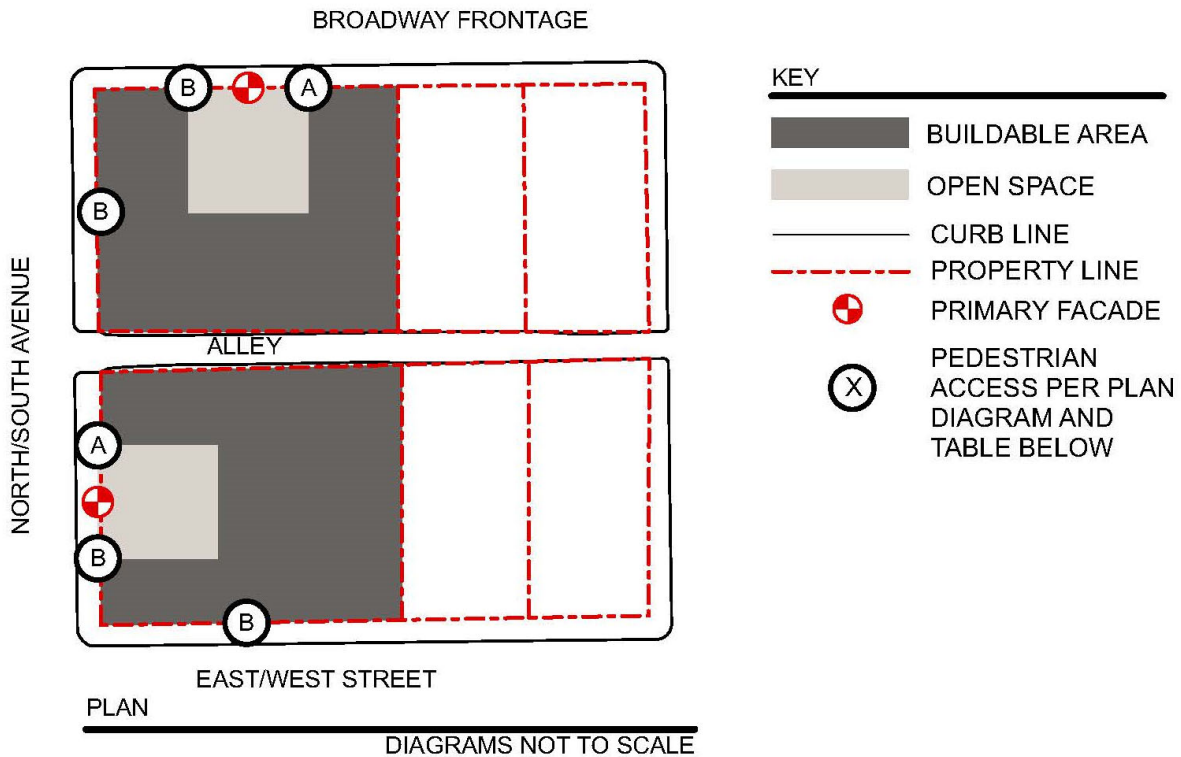 BROADWAY FRONTAGE
B
A
B
NORTH/SOUTH AVENUE
ALLEY
A
B
B
EAST/WEST STREET
PLAN
DIAGRAMS NOT TO SCALE
KEY
BUILDABLE AREA
OPEN SPACE
CURB LINE
PROPERTY LINE
PRIMARY FACADE
X
PEDESTRIAN
ACCESS PER PLAN
DIAGRAM AND
TABLE BELOW